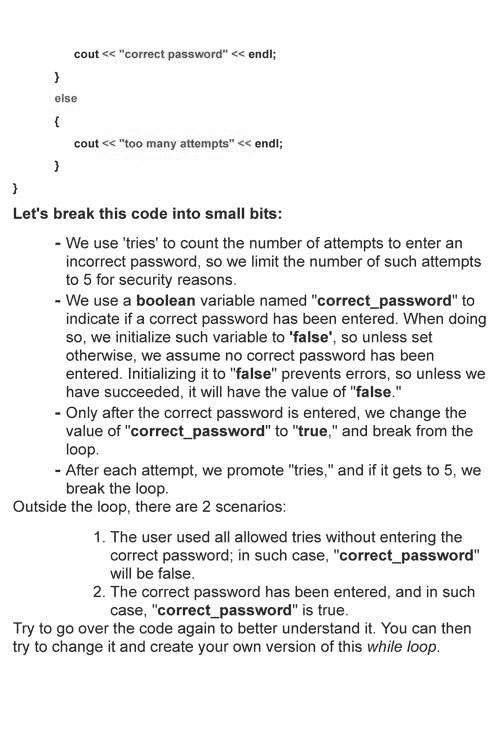 cout << "correct password" << endl;
}
else
{
cout << "too many attempts" << endl;
}
}
Let's break this code into small bits:
- We use 'tries' to count the number of attempts to enter an
incorrect password, so we limit the number of such attempts
to 5 for security reasons.
- We use a boolean variable named "correct_password" to
indicate if a correct password has been entered. When doing
so, we initialize such variable to 'false', so unless set
otherwise, we assume no correct password has been
entered. Initializing it to "false" prevents errors, so unless we
have succeeded, it will have the value of "false."
- Only after the correct password is entered, we change the
value of "correct_password" to "true," and break from the
loop.
- After each attempt, we promote "tries," and if it gets to 5, we
break the loop.
Outside the loop, there are 2 scenarios:
1. The user used all allowed tries without entering the
correct password; in such case, "correct_password"
will be false.
2. The correct password has been entered, and in such
case, "correct_password" is true.
Try to go over the code again to better understand it. You can then
try to change it and create your own version of this while loop.